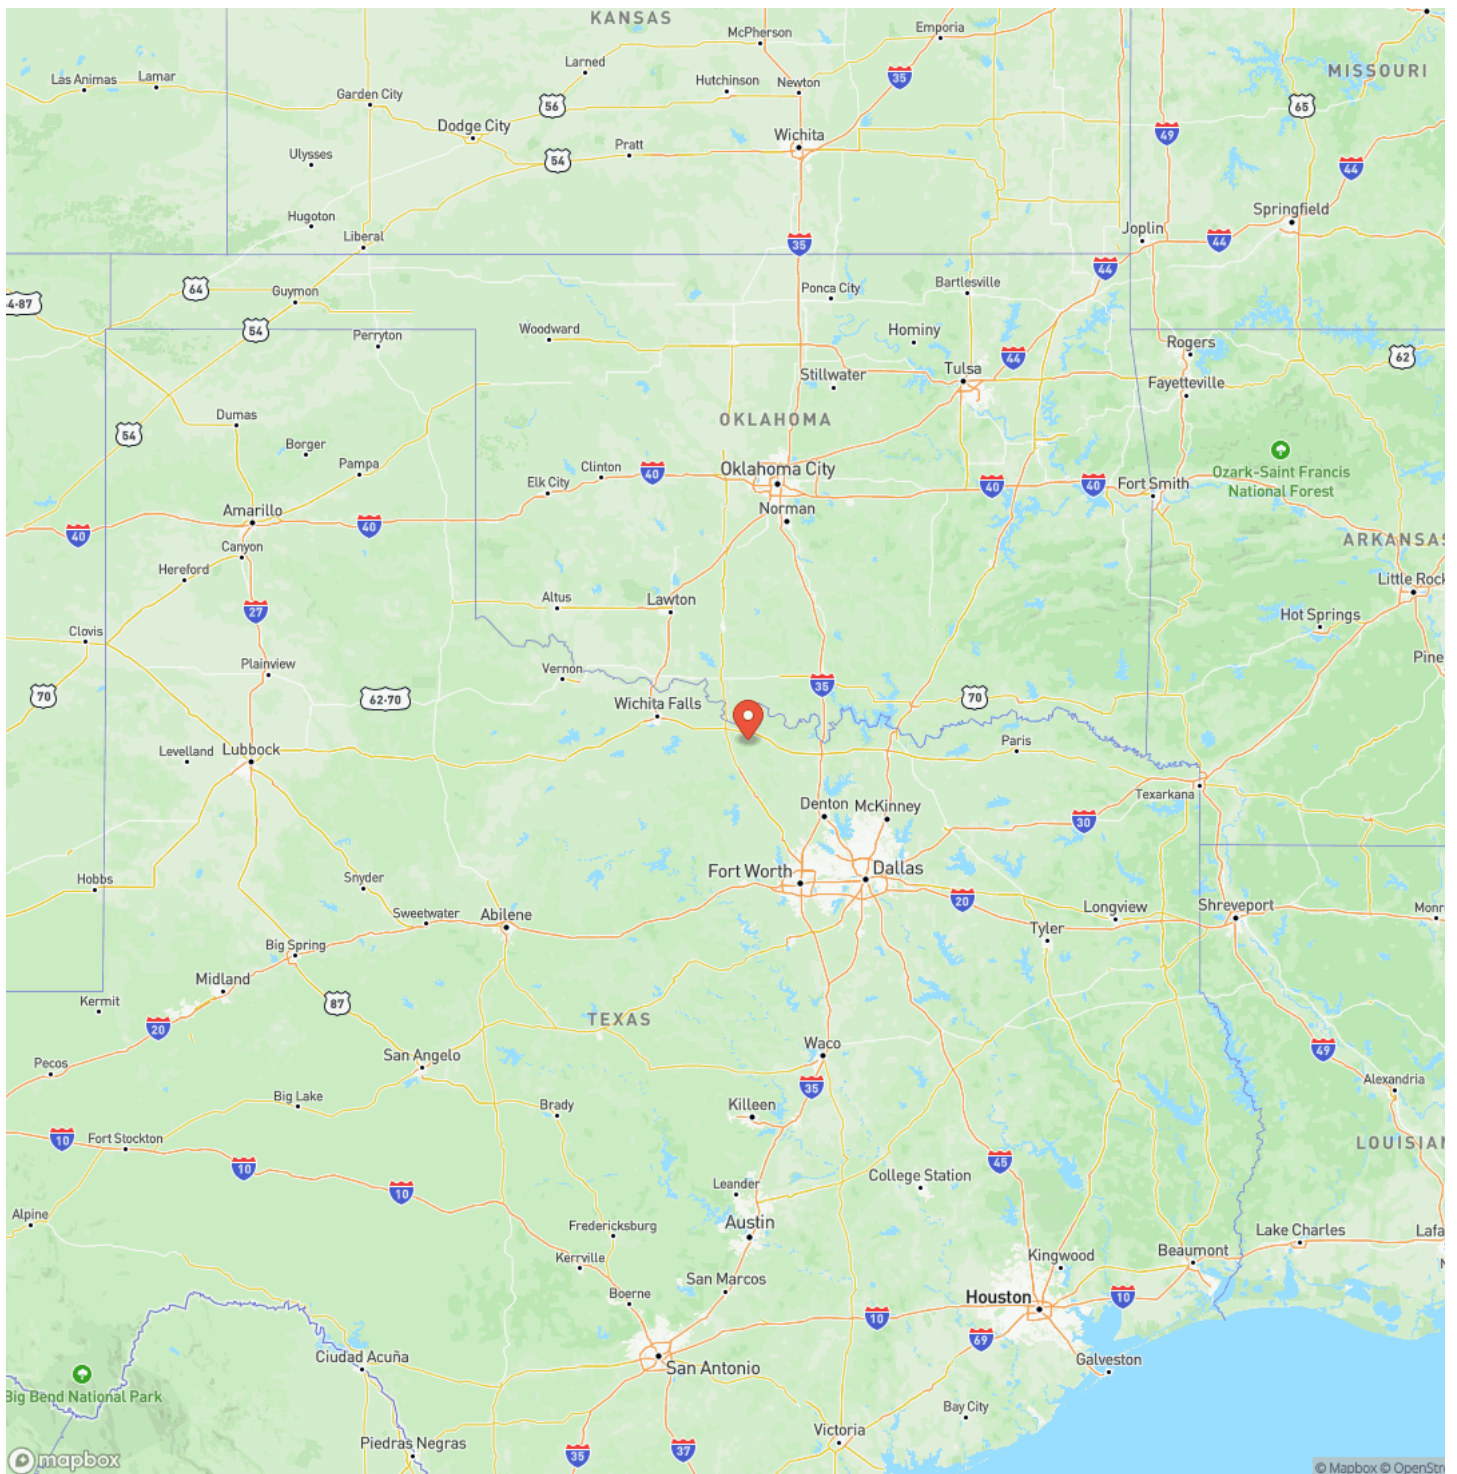 KANSAS
McPherson
Emporia
Larned
MISSOURI
Las Animas
Lamar
Hutchinson
Newton
35
Garden City
56
65
Dodge City
Wichita
49
Ulysses
54
Pratt
44
Hugoton
Springfield
Liberal
35
Joplin
44
44
64
Guymon
Ponca City
Bartlesville
4-87
54
Woodward
Hominy
Perryton
Rogers
44
62
Stillwater
Tulsa
Fayetteville
Dumas
OKLAHOMA
54
Borger
Pampa
Clinton
40
Oklahoma City
Ozark-Saint Francis
National Forest
Elk City
40
40
Fort Smith
Amarillo
Norman
40
40
Canyon
ARKANSAS
Hereford
Little Rock
Altus
Lawton
27
Hot Springs
Clovis
Plainview
Vernon
Pine
70
62-70
35
70
Wichita Falls
Levelland
Lubbock
Paris
Texarkana
Denton
McKinney
30
Fort Worth
Dallas
Hobbs
Snyder
20
Longview
Shreveport
Sweetwater
Abilene
Monr
Tyler
Big Spring
Midland
Kermit
87
TEXAS
20
Waco
49
Pecos
San Angelo
35
Alexandria
Big Lake
Brady
Killeen
10
Fort Stockton
LOUISIAN
10
45
10
College Station
Leander
Alpine
Fredericksburg
Austin
Lake Charles
Lafa
Kerrville
Kingwood
Beaumont
San Marcos
Boerne
Houston
10
10
69
Ciudad Acuña
San Antonio
Galveston
Big Bend National Park
Bay City
Victoria
Piedras Negras
35
37
mapbox
© Mapbox © OpenStre